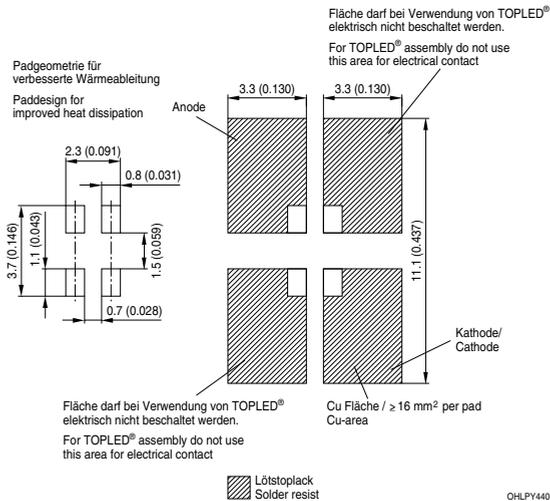 Fläche darf bei Verwendung von TOPLED®
elektrisch nicht beschaltet werden.
For TOPLED® assembly do not use
this area for electrical contact
Padgeometrie für
verbesserte Wärmeableitung
Paddesign for
improved heat dissipation
Anode
3.3 (0.130)
3.3 (0.130)
2.3 (0.091)
0.8 (0.031)
3.7 (0.146)
1.1 (0.043)
1.5 (0.059)
0.7 (0.028)
11.1 (0.437)
Kathode/
Cathode
Fläche darf bei Verwendung von TOPLED®
elektrisch nicht beschaltet werden.
For TOPLED® assembly do not use
this area for electrical contact
Cu Fläche / ≥ 16 mm² per pad
Cu-area
Lötstoplack
Solder resist
OHLPY440